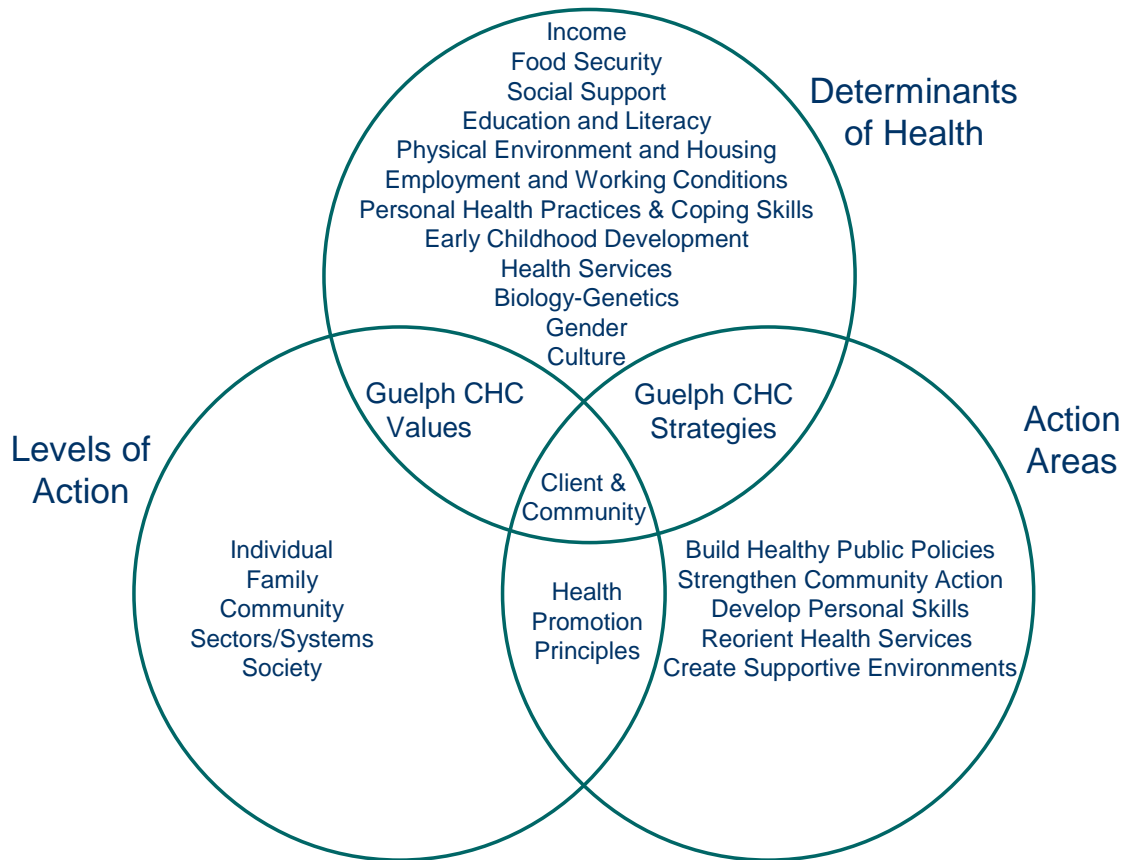 Income
Food Security
Social Support
Education and Literacy
Physical Environment and Housing
Employment and Working Conditions
Personal Health Practices & Coping Skills
Early Childhood Development
Health Services
Biology-Genetics
Gender
Culture
Determinants
of Health
Guelph CHC
Values
Guelph CHC
Strategies
Levels of
Action
Action
Areas
Client &
Community
Individual
Family
Community
Sectors/Systems
Society
Health
Promotion
Principles
Build Healthy Public Policies
Strengthen Community Action
Develop Personal Skills
Reorient Health Services
Create Supportive Environments